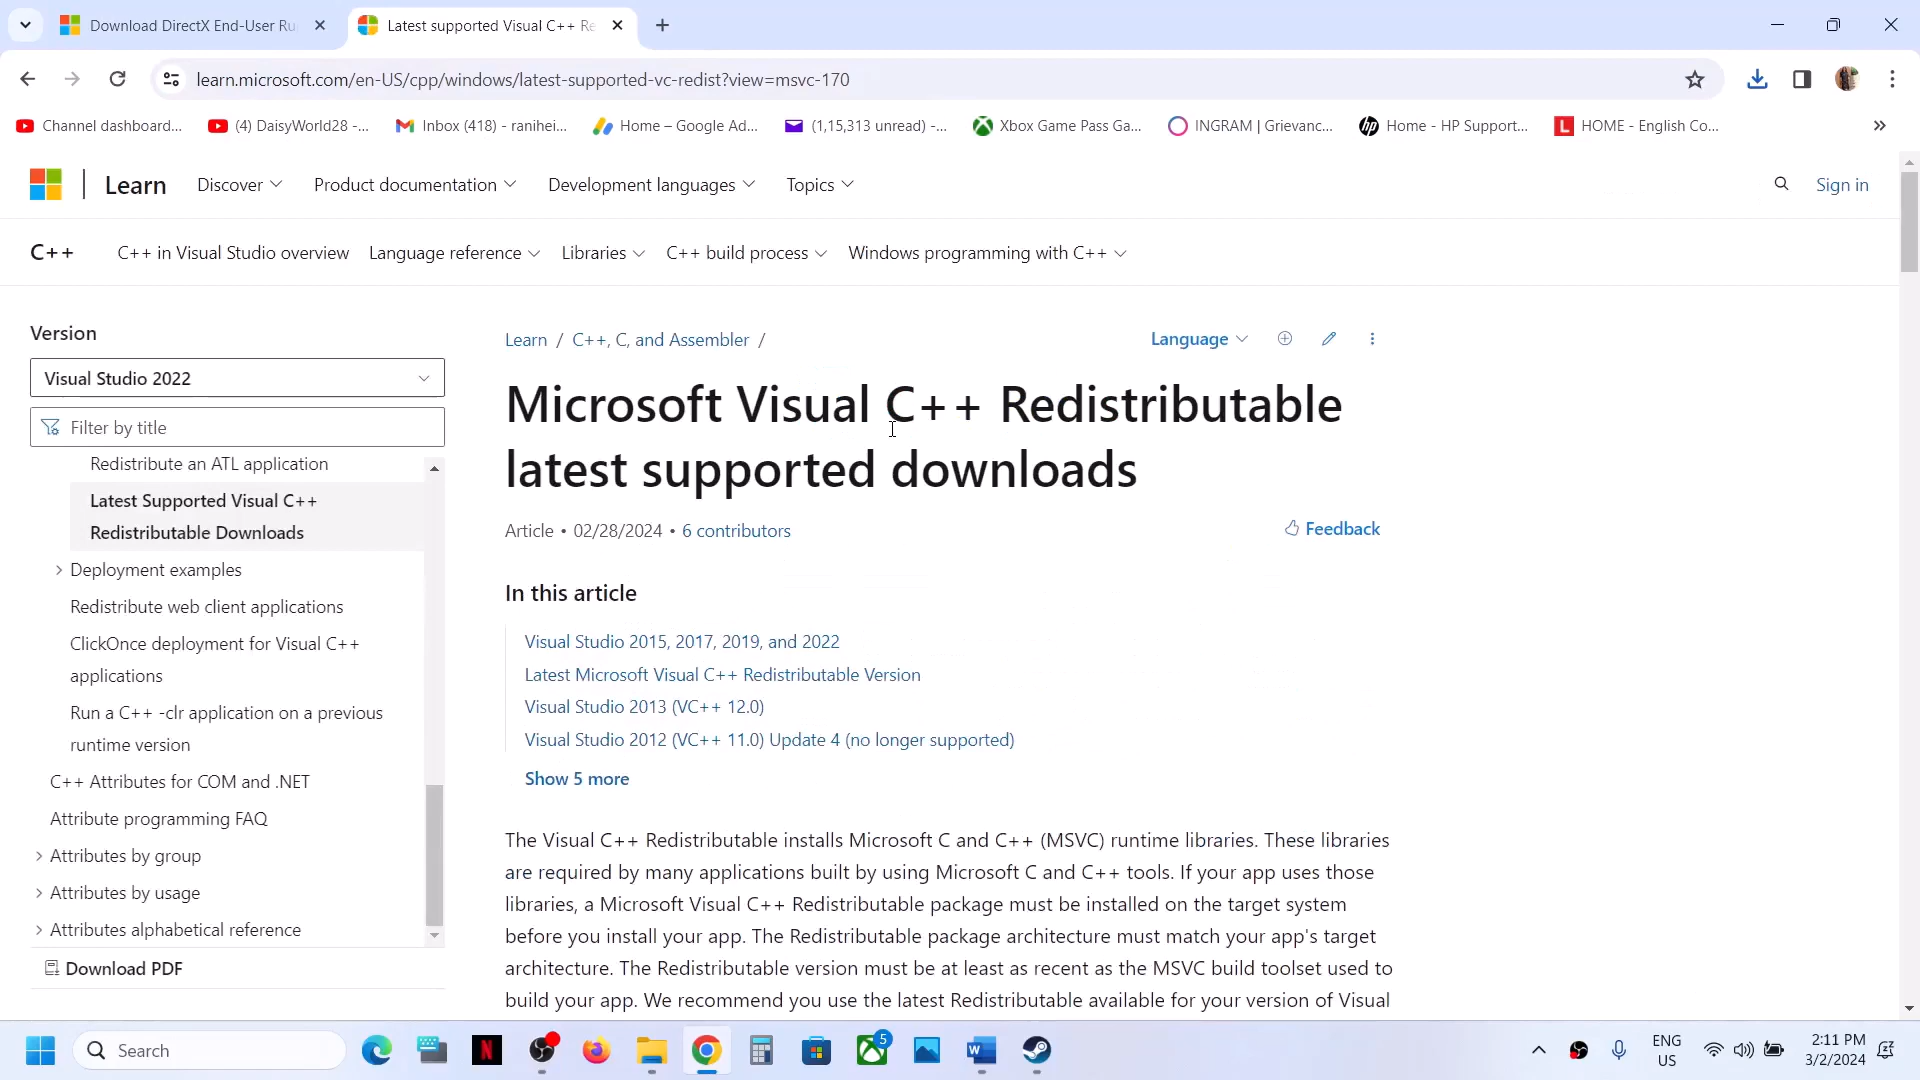 Download DirectX End-User Ru
Latest supported Visual C++ Re
learn.microsoft.com/en-US/cpp/windows/latest-supported-vc-redist?view=msvc-170
Channel dashboard...
(4) DaisyWorld28 -...
Inbox (418) - ranihei...
Home – Google Ad...
(1,15,313 unread) -...
Xbox Game Pass Ga...
INGRAM | Grievanc...
Home - HP Support...
HOME - English Co...
Learn
Discover
Product documentation
Development languages
Topics
Sign in
C++
C++ in Visual Studio overview
Language reference
Libraries
C++ build process
Windows programming with C++
Version
Visual Studio 2022
Filter by title
Redistribute an ATL application
Latest Supported Visual C++
Redistributable Downloads
Deployment examples
Redistribute web client applications
ClickOnce deployment for Visual C++
applications
Run a C++ -clr application on a previous
runtime version
C++ Attributes for COM and .NET
Attribute programming FAQ
Attributes by group
Attributes by usage
Attributes alphabetical reference
Download PDF
Learn / C++, C, and Assembler /
Language
Microsoft Visual C++ Redistributable
latest supported downloads
Article • 02/28/2024 • 6 contributors
Feedback
In this article
Visual Studio 2015, 2017, 2019, and 2022
Latest Microsoft Visual C++ Redistributable Version
Visual Studio 2013 (VC++ 12.0)
Visual Studio 2012 (VC++ 11.0) Update 4 (no longer supported)
Show 5 more
The Visual C++ Redistributable installs Microsoft C and C++ (MSVC) runtime libraries. These libraries
are required by many applications built by using Microsoft C and C++ tools. If your app uses those
libraries, a Microsoft Visual C++ Redistributable package must be installed on the target system
before you install your app. The Redistributable package architecture must match your app's target
architecture. The Redistributable version must be at least as recent as the MSVC build toolset used to
build your app. We recommend you use the latest Redistributable available for your version of Visual
Search
5
ENG
US
2:11 PM
3/2/2024